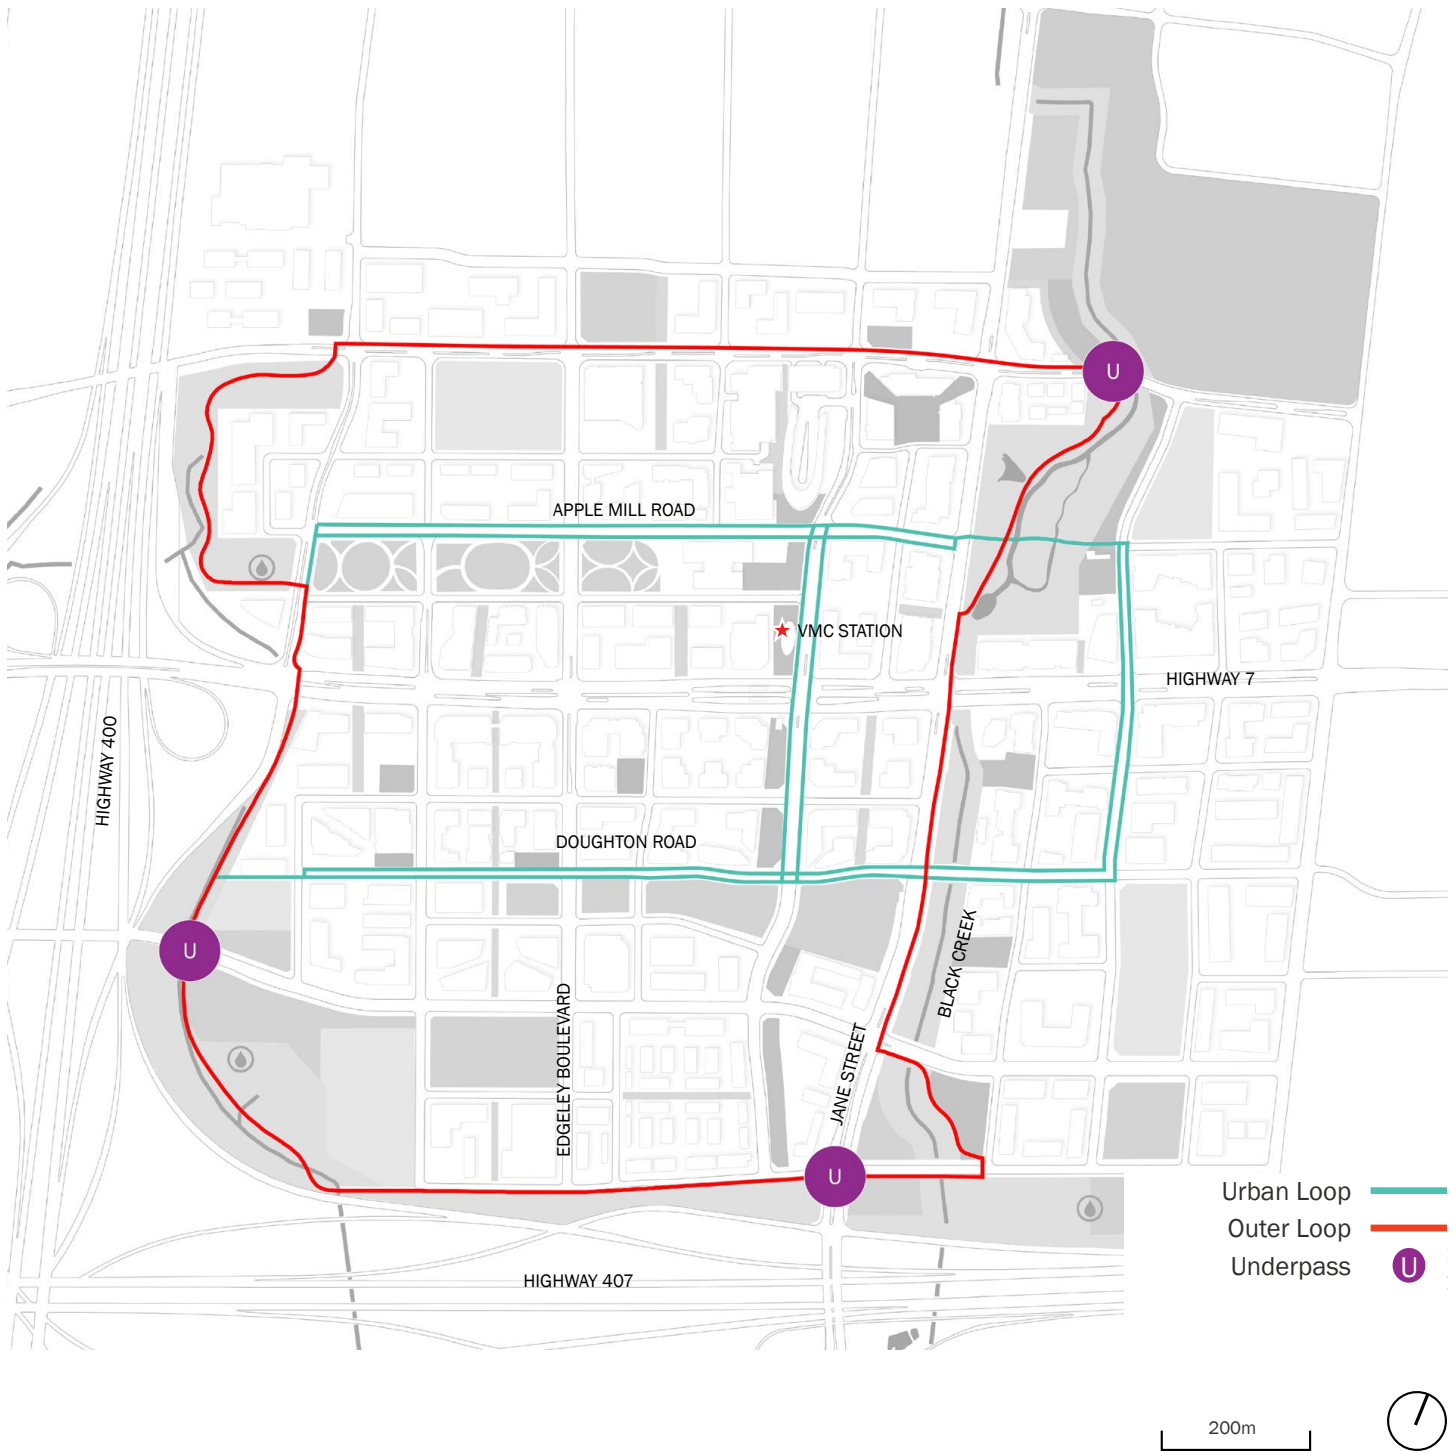 U
APPLE MILL ROAD
VMC STATION
HIGHWAY 7
HIGHWAY 400
DOUGHTON ROAD
U
BLACK CREEK
EDGELEY BOULEVARD
JANE STREET
U
Urban Loop
Outer Loop
Underpass U
HIGHWAY 407
200m